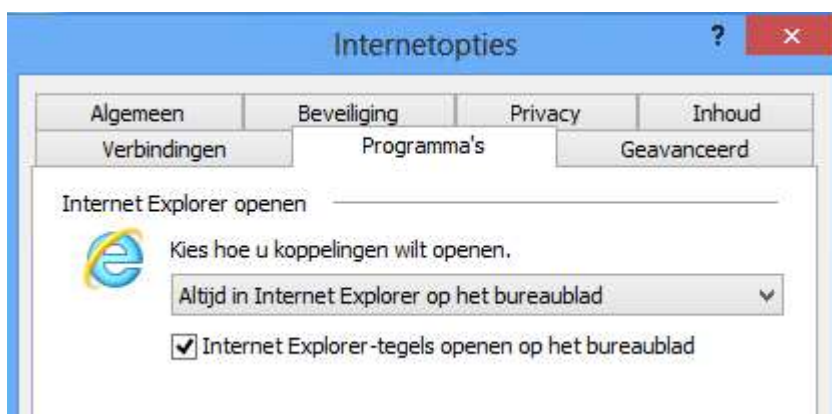 Internetopties
?
Algemeen Beveiliging Privacy Inhoud
Verbindingen Programma's Geavanceerd
Internet Explorer openen
Kies hoe u koppelingen wilt openen.
Altijd in Internet Explorer op het bureaublad
Internet Explorer-tegels openen op het bureaublad